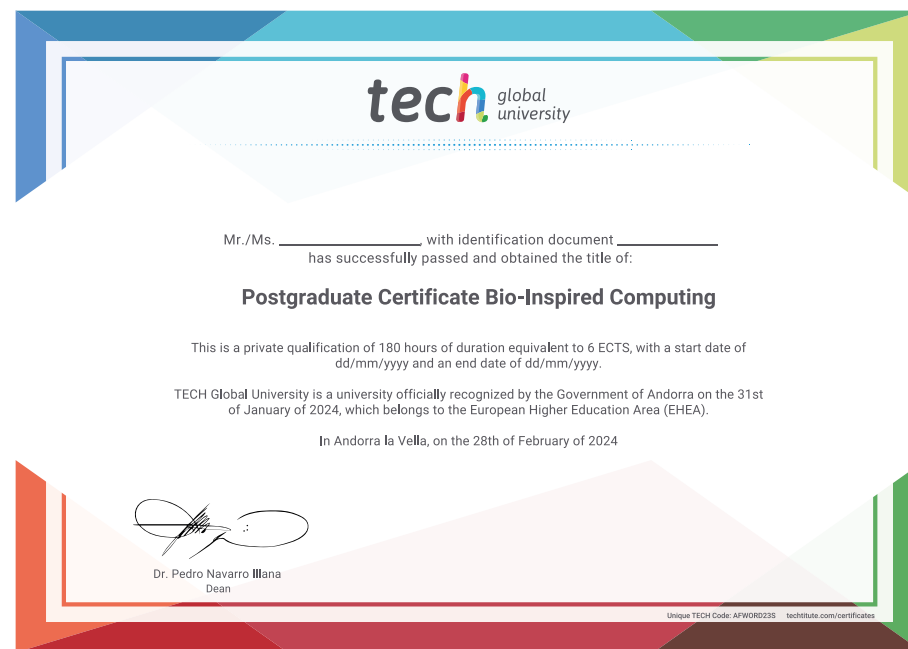 tech global university
Mr./Ms. ____________________, with identification document ______________
has successfully passed and obtained the title of:
Postgraduate Certificate Bio-Inspired Computing
This is a private qualification of 180 hours of duration equivalent to 6 ECTS, with a start date of
dd/mm/yyyy and an end date of dd/mm/yyyy.
TECH Global University is a university officially recognized by the Government of Andorra on the 31st
of January of 2024, which belongs to the European Higher Education Area (EHEA).
In Andorra la Vella, on the 28th of February of 2024
Dr. Pedro Navarro Illana
Dean
Unique TECH Code: AFWORD23S techtitute.com/certificates